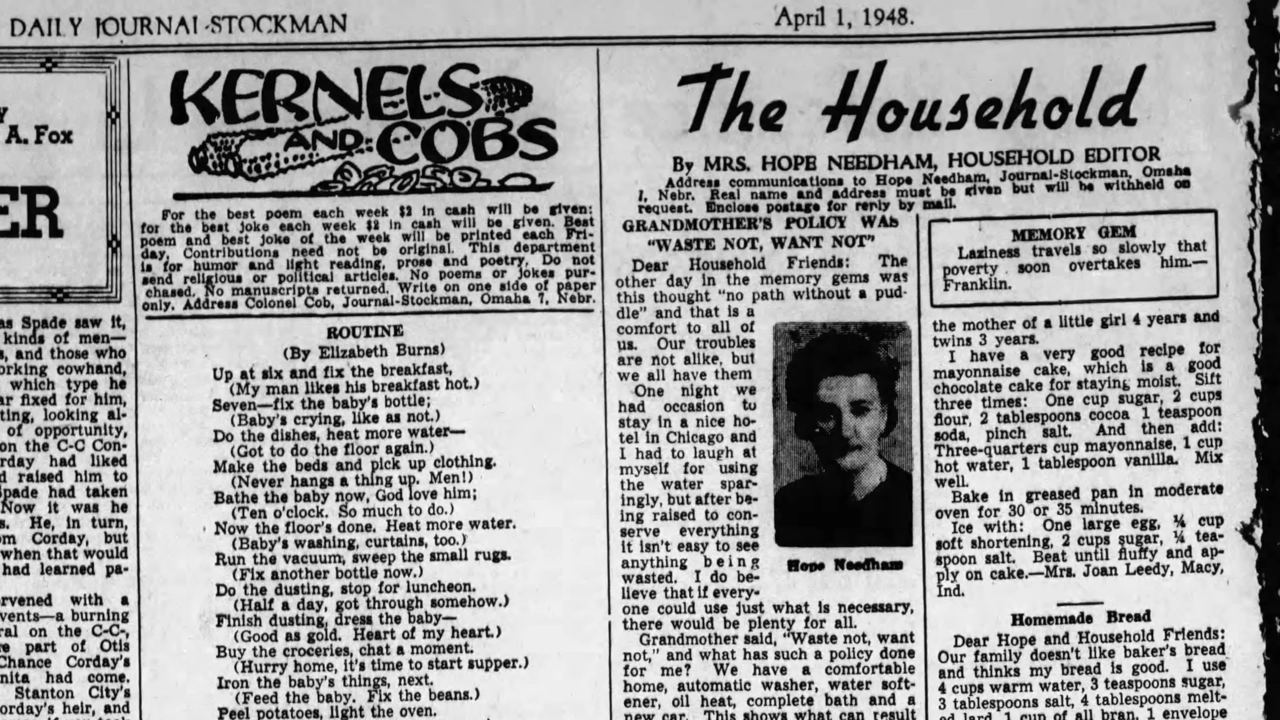 DAILY JOURNAL-STOCKMAN
April 1, 1948.
A. Fox
ER
as Spade saw it,
kinds of men—
s, and those who
orking cowhand,
which type he
ar fixed for him,
ting, looking al-
of opportunity,
on the C-C Con-
rday had liked
d raised him to
Spade had taken
Now it was he
s. He, in turn,
om Corday, but
when that would
had learned pa-
rvened with a
vents—a burning
ral on the C-C-,
re part of Otis
Chance Corday's
nita had come.
Stanton City's
orday's heir, and
KERNELS
AND COBS
For the best poem each week $2 in cash will be given;
for the best joke each week $2 in cash will be given. Best
poem and best joke of the week will be printed each Fri-
day, Contributions need not be original. This department
is for humor and light reading, prose and poetry. Do not
send religious or political articles. No poems or jokes pur-
chased. No manuscripts returned. Write on one side of paper
only. Address Colonel Cob, Journal-Stockman, Omaha 7, Nebr.
ROUTINE
(By Elizabeth Burns)
Up at six and fix the breakfast,
(My man likes his breakfast hot.)
Seven—fix the baby's bottle;
(Baby's crying, like as not.)
Do the dishes, heat more water—
(Got to do the floor again.)
Make the beds and pick up clothing.
(Never hangs a thing up. Men!)
Bathe the baby now, God love him;
(Ten o'clock. So much to do.)
Now the floor's done. Heat more water.
(Baby's washing, curtains, too.)
Run the vacuum, sweep the small rugs.
(Fix another bottle now.)
Do the dusting, stop for luncheon.
(Half a day, got through somehow.)
Finish dusting, dress the baby—
(Good as gold. Heart of my heart.)
Buy the croceries, chat a moment.
(Hurry home, it's time to start supper.)
Iron the baby's things, next.
(Feed the baby. Fix the beans.)
Peel potatoes, light the oven.
The Household
By MRS. HOPE NEEDHAM, HOUSEHOLD EDITOR
Address communications to Hope Needham, Journal-Stockman, Omaha
7, Nebr. Real name and address must be given but will be withheld on
request. Enclose postage for reply by mail.
GRANDMOTHER'S POLICY WAS
"WASTE NOT, WANT NOT"
Dear Household Friends: The
other day in the memory gems was
this thought "no path without a pud-
dle" and that is a
comfort to all of
us. Our troubles
are not alike, but
we all have them
One night we
had occasion to
stay in a nice ho-
tel in Chicago and
I had to laugh at
myself for using
the water spar-
ingly, but after be-
ing raised to con-
serve everything
it isn't easy to see
anything being
wasted. I do be-
lieve that if every-
one could use just what is necessary,
there would be plenty for all.
Grandmother said, "Waste not, want
not," and what has such a policy done
for me? We have a comfortable
home, automatic washer, water soft-
ener, oil heat, complete bath and a
new car. This shows what can result
Hope Needham
MEMORY GEM
Laziness travels so slowly that
poverty soon overtakes him.—
Franklin.
the mother of a little girl 4 years and
twins 3 years.
I have a very good recipe for
mayonnaise cake, which is a good
chocolate cake for staying moist. Sift
three times: One cup sugar, 2 cups
flour, 2 tablespoons cocoa 1 teaspoon
soda, pinch salt. And then add:
Three-quarters cup mayonnaise, 1 cup
hot water, 1 tablespoon vanilla. Mix
well.
Bake in greased pan in moderate
oven for 30 or 35 minutes.
Ice with: One large egg, ¼ cup
soft shortening, 2 cups sugar, ¼ tea-
spoon salt. Beat until fluffy and ap-
ply on cake.—Mrs. Joan Leedy, Macy,
Ind.
Homemade Bread
Dear Hope and Household Friends:
Our family doesn't like baker's bread
and thinks my bread is good. I use
4 cups warm water, 3 teaspoons sugar,
3 tablespoons salt, 4 tablespoons melt-
ed lard, 1 cup of all bran, 1 envelope